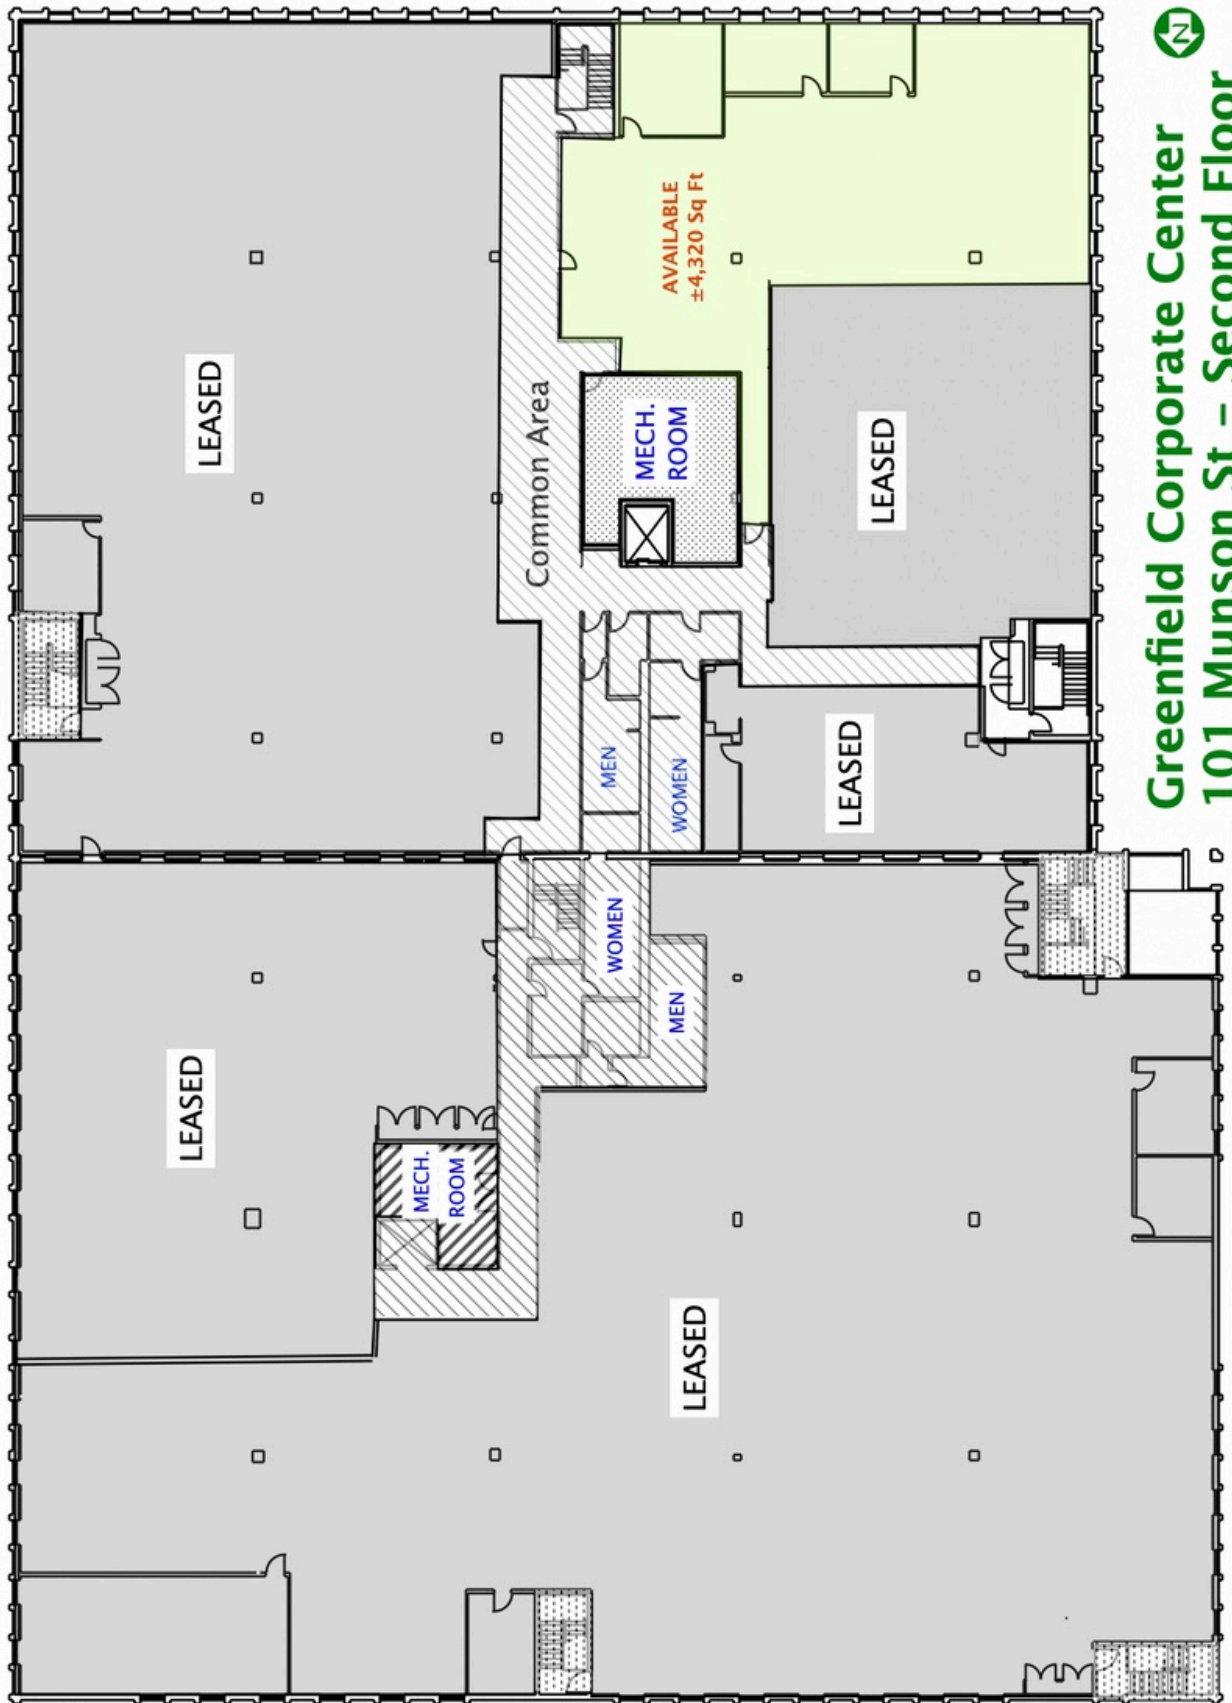 Greenfield Corporate Center
101 Munson St – Second Floor
N
LEASED
LEASED
LEASED
MECH.
ROOM
Common Area
WOMEN
MEN
MEN
WOMEN
MECH.
ROOM
AVAILABLE
±4,320 Sq Ft
LEASED
LEASED